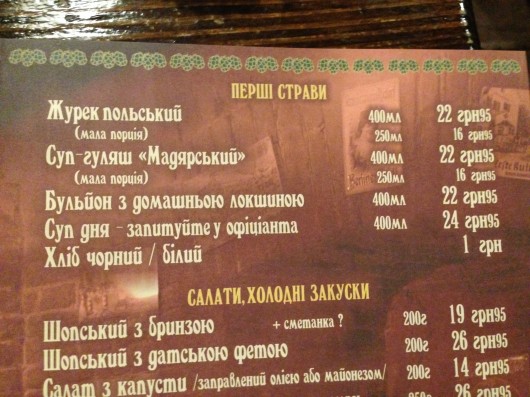 ПЕРШІ СТРАВИ
Журек польський 400мл 22 грн95
(мала порція) 250мл 16 грн95
Суп-гуляш «Мадярський» 400мл 22 грн95
(мала порція) 250мл 16 грн95
Бульйон з домашньою локшиною 400мл 22 грн95
Суп дня - запитуйте у офіціанта 400мл 24 грн95
Хліб чорний / білий 1 грн
САЛАТИ, ХОЛОДНІ ЗАКУСКИ
Шопський з бринзою + сметанка ? 200г 19 грн95
Шопський з датською фетою 200г 26 грн95
Салат з капусти /заправлений олією або майонезом/ 200г 14 грн95
26 грн95